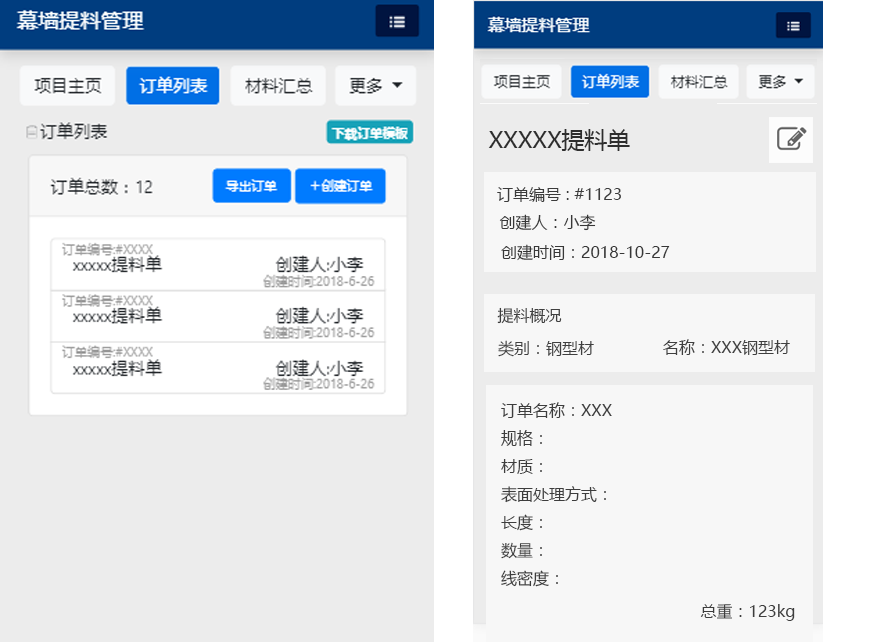 幕墙提料管理
项目主页 订单列表 材料汇总 更多
订单列表 下载订单模板
订单总数：12 导出订单 +创建订单
订单编号:#XXXX
xxxxx提料单 创建人:小李
创建时间:2018-6-26
订单编号:#XXXX
xxxxx提料单 创建人:小李
创建时间:2018-6-26
订单编号:#XXXX
xxxxx提料单 创建人:小李
创建时间:2018-6-26
幕墙提料管理
项目主页 订单列表 材料汇总 更多
XXXXX提料单
订单编号：#1123
创建人：小李
创建时间：2018-10-27
提料概况
类别：钢型材 名称：XXX钢型材
订单名称：XXX
规格：
材质：
表面处理方式：
长度：
数量：
线密度：
总重：123kg